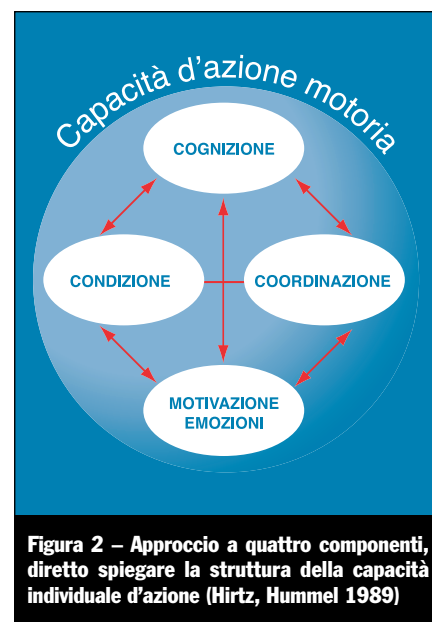 Capacità d'azione motoria
COGNIZIONE
CONDIZIONE
COORDINAZIONE
MOTIVAZIONE
EMOZIONI
Figura 2 – Approccio a quattro componenti,
diretto spiegare la struttura della capacità
individuale d'azione (Hirtz, Hummel 1989)